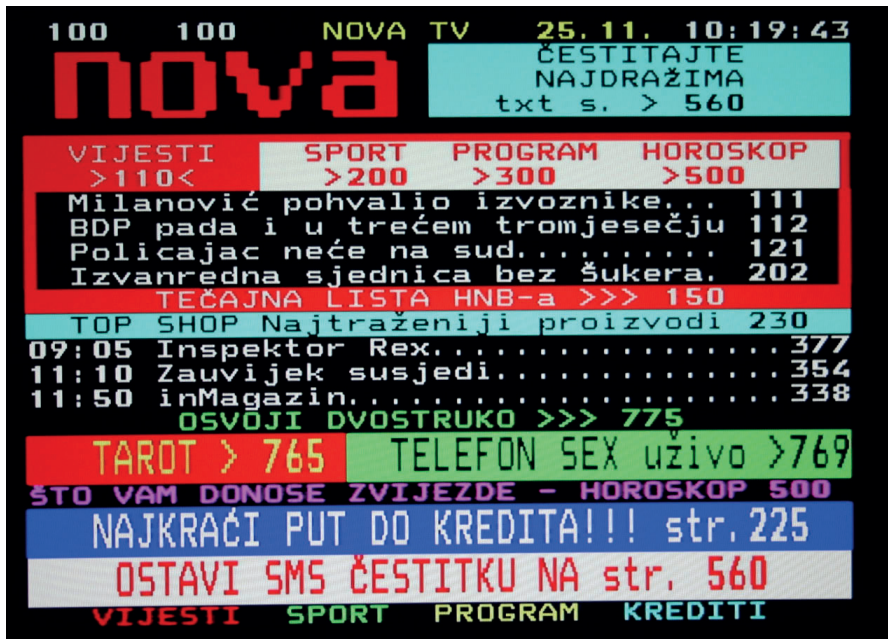 100 100 NOVA TV 25.11. 10:19:43
nova
ČESTITAJTE
NAJDRAŽIMA
txt s. > 560
VIJESTI SPORT PROGRAM HOROSKOP
>110< >200 >300 >500
Milanović pohvalio izvoznike... 111
BDP pada i u trećem tromjesečju 112
Policajac neće na sud.......... 121
Izvanredna sjednica bez Šukera. 202
TEČAJNA LISTA HNB-a >>> 150
TOP SHOP Najtraženiji proizvodi 230
09:05 Inspektor Rex................377
11:10 Zauvijek susjedi.............354
11:50 inMagazin....................338
OSVOJI DVOSTRUKO >>> 775
TAROT > 765 TELEFON SEX uživo >769
ŠTO VAM DONOSE ZVIJEZDE – HOROSKOP 500
NAJKRAĆI PUT DO KREDITA!!! str.225
OSTAVI SMS ČESTITKU NA str. 560
VIJESTI SPORT PROGRAM KREDITI